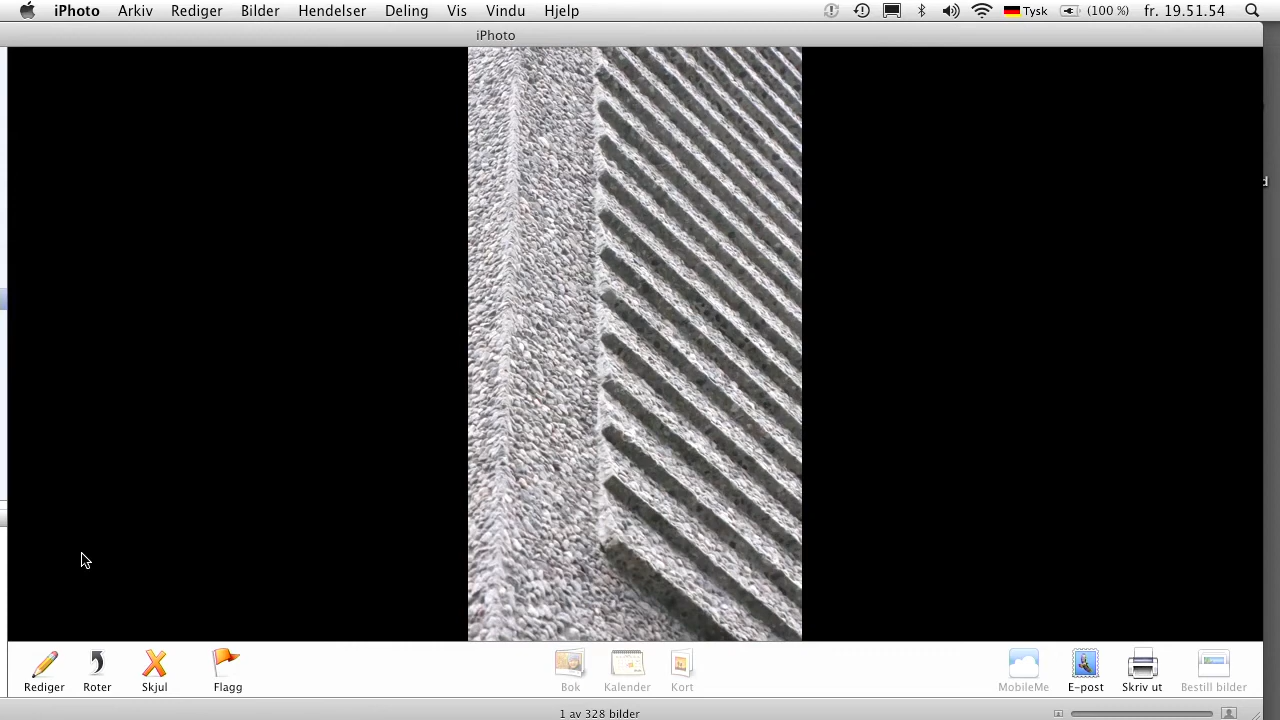 iPhoto Arkiv Rediger Bilder Hendelser Deling Vis Vindu Hjelp Tysk (100 %) fr. 19.51.54
iPhoto
d
Rediger Roter Skjul Flagg Bok Kalender Kort MobileMe E-post Skriv ut Bestill bilder
1 av 328 bilder